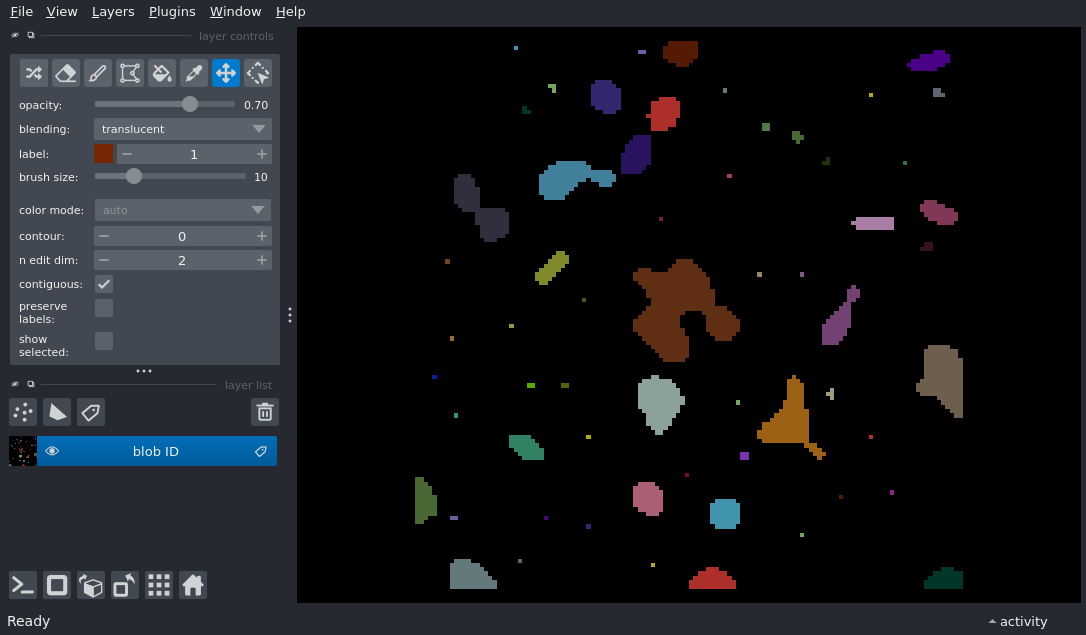 File View Layers Plugins Window Help
layer controls
opacity: 0.70
blending: translucent
label: 1
brush size: 10
color mode: auto
contour: 0
n edit dim: 2
contiguous:
preserve
labels:
show
selected:
layer list
blob ID
Ready
activity